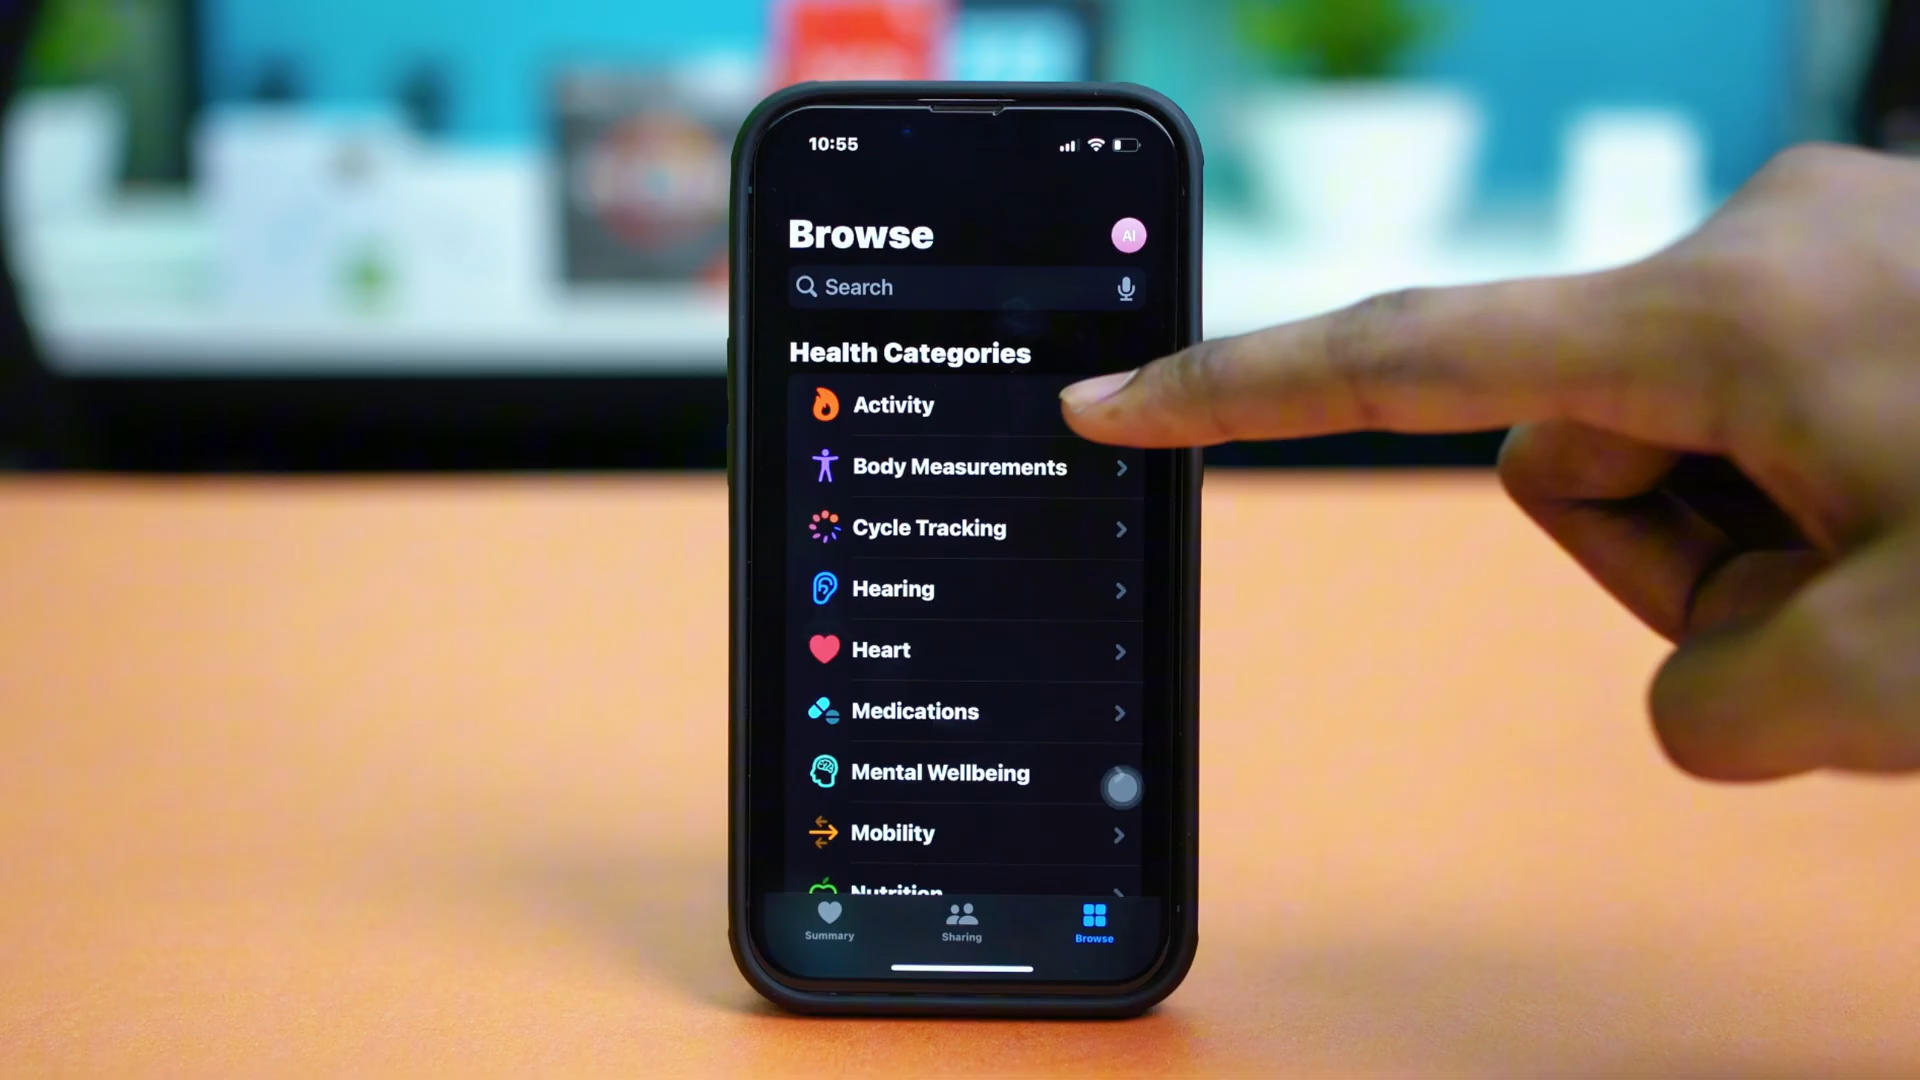 10:55
Browse
AI
Search
Health Categories
Activity
Body Measurements
Cycle Tracking
Hearing
Heart
Medications
Mental Wellbeing
Mobility
Nutrition
Summary
Sharing
Browse